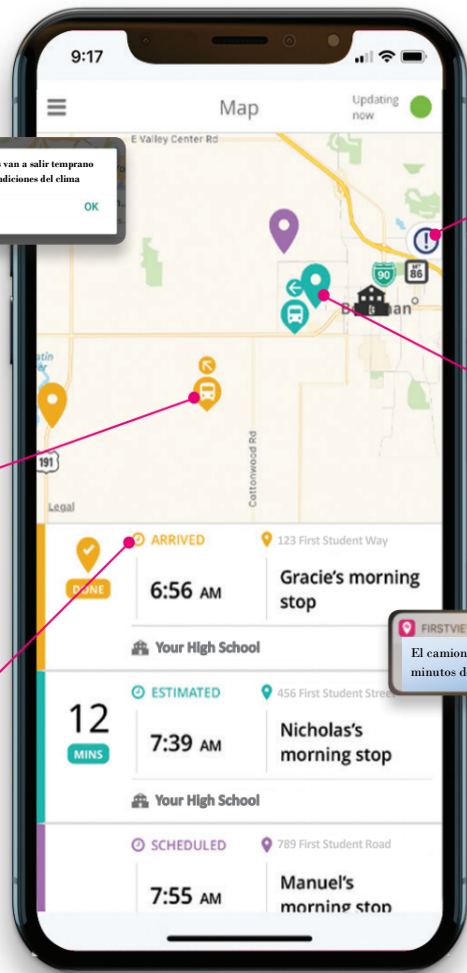 9:17
Map
Updating
now
E Valley Center Rd
van a salir temprano
ndiciones del clima
OK
90
MT
86
191
Cottonwood Rd
Legal
ARRIVED
123 First Student Way
DONE
6:56 AM
Gracie's morning
stop
Your High School
FIRSTVIE
El camion
minutos d
ESTIMATED
456 First Student Street
12
MINS
7:39 AM
Nicholas's
morning stop
Your High School
SCHEDULED
789 First Student Road
7:55 AM
Manuel's
morning stop